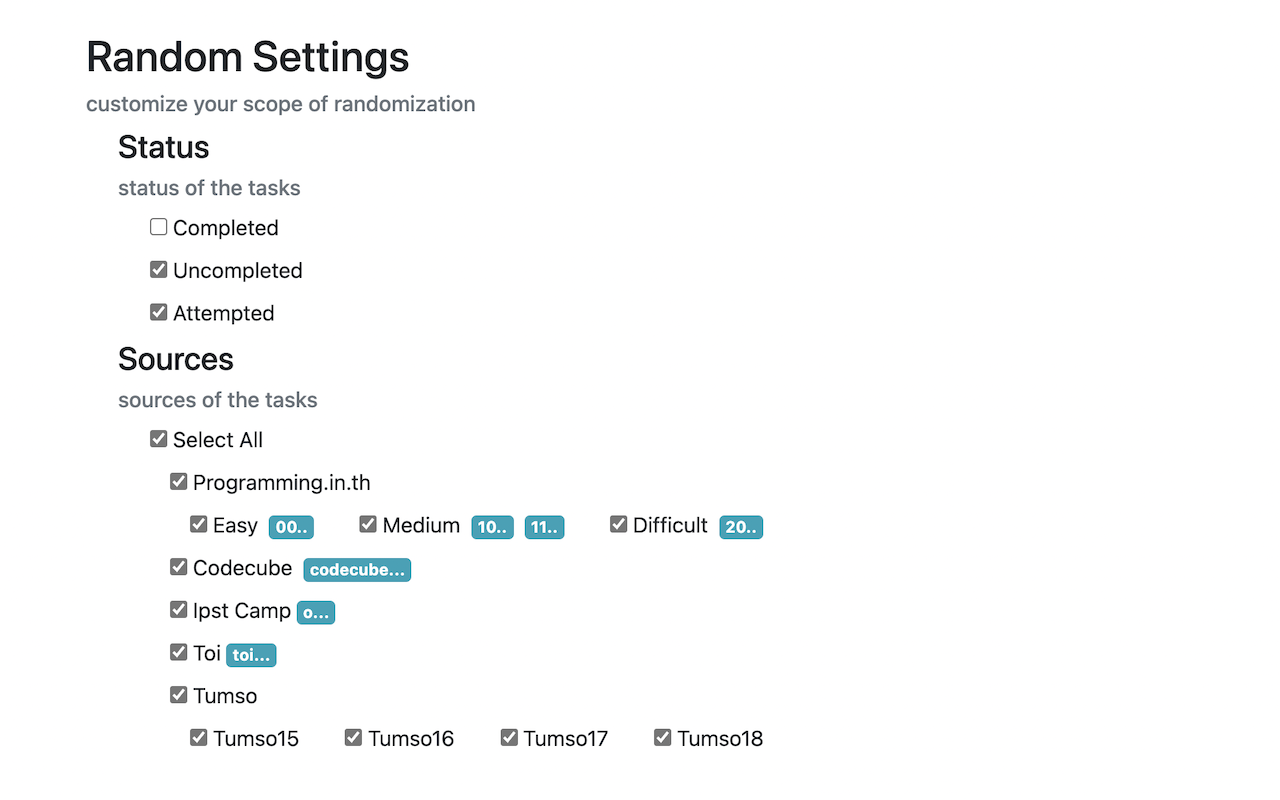 Random Settings
customize your scope of randomization
Status
status of the tasks
Completed
Uncompleted
Attempted
Sources
sources of the tasks
Select All
Programming.in.th
Easy 00.. Medium 10.. 11.. Difficult 20..
Codecube codecube...
Ipst Camp o...
Toi toi...
Tumso
Tumso15 Tumso16 Tumso17 Tumso18